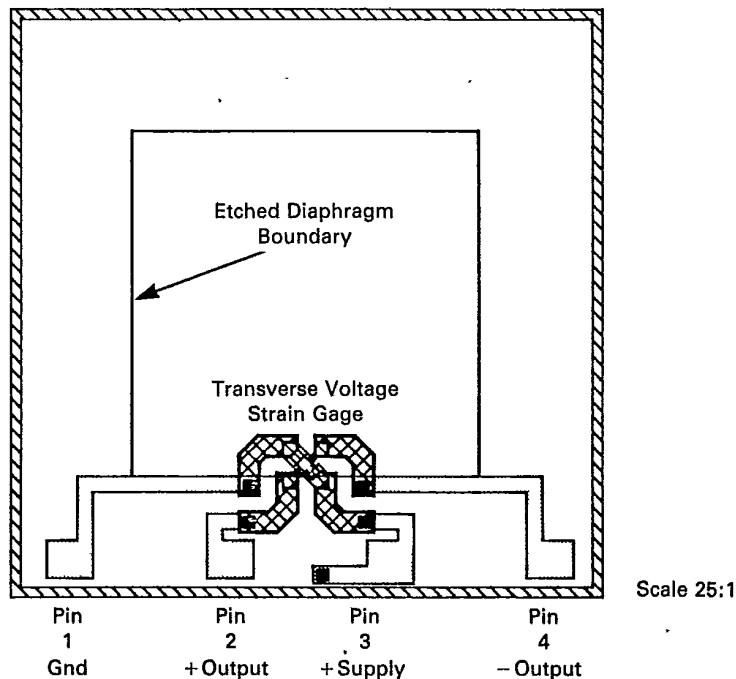 Etched Diaphragm
Boundary
Transverse Voltage
Strain Gage
Scale 25:1
Pin Pin Pin Pin
1 2 3 4
Gnd +Output +Supply −Output